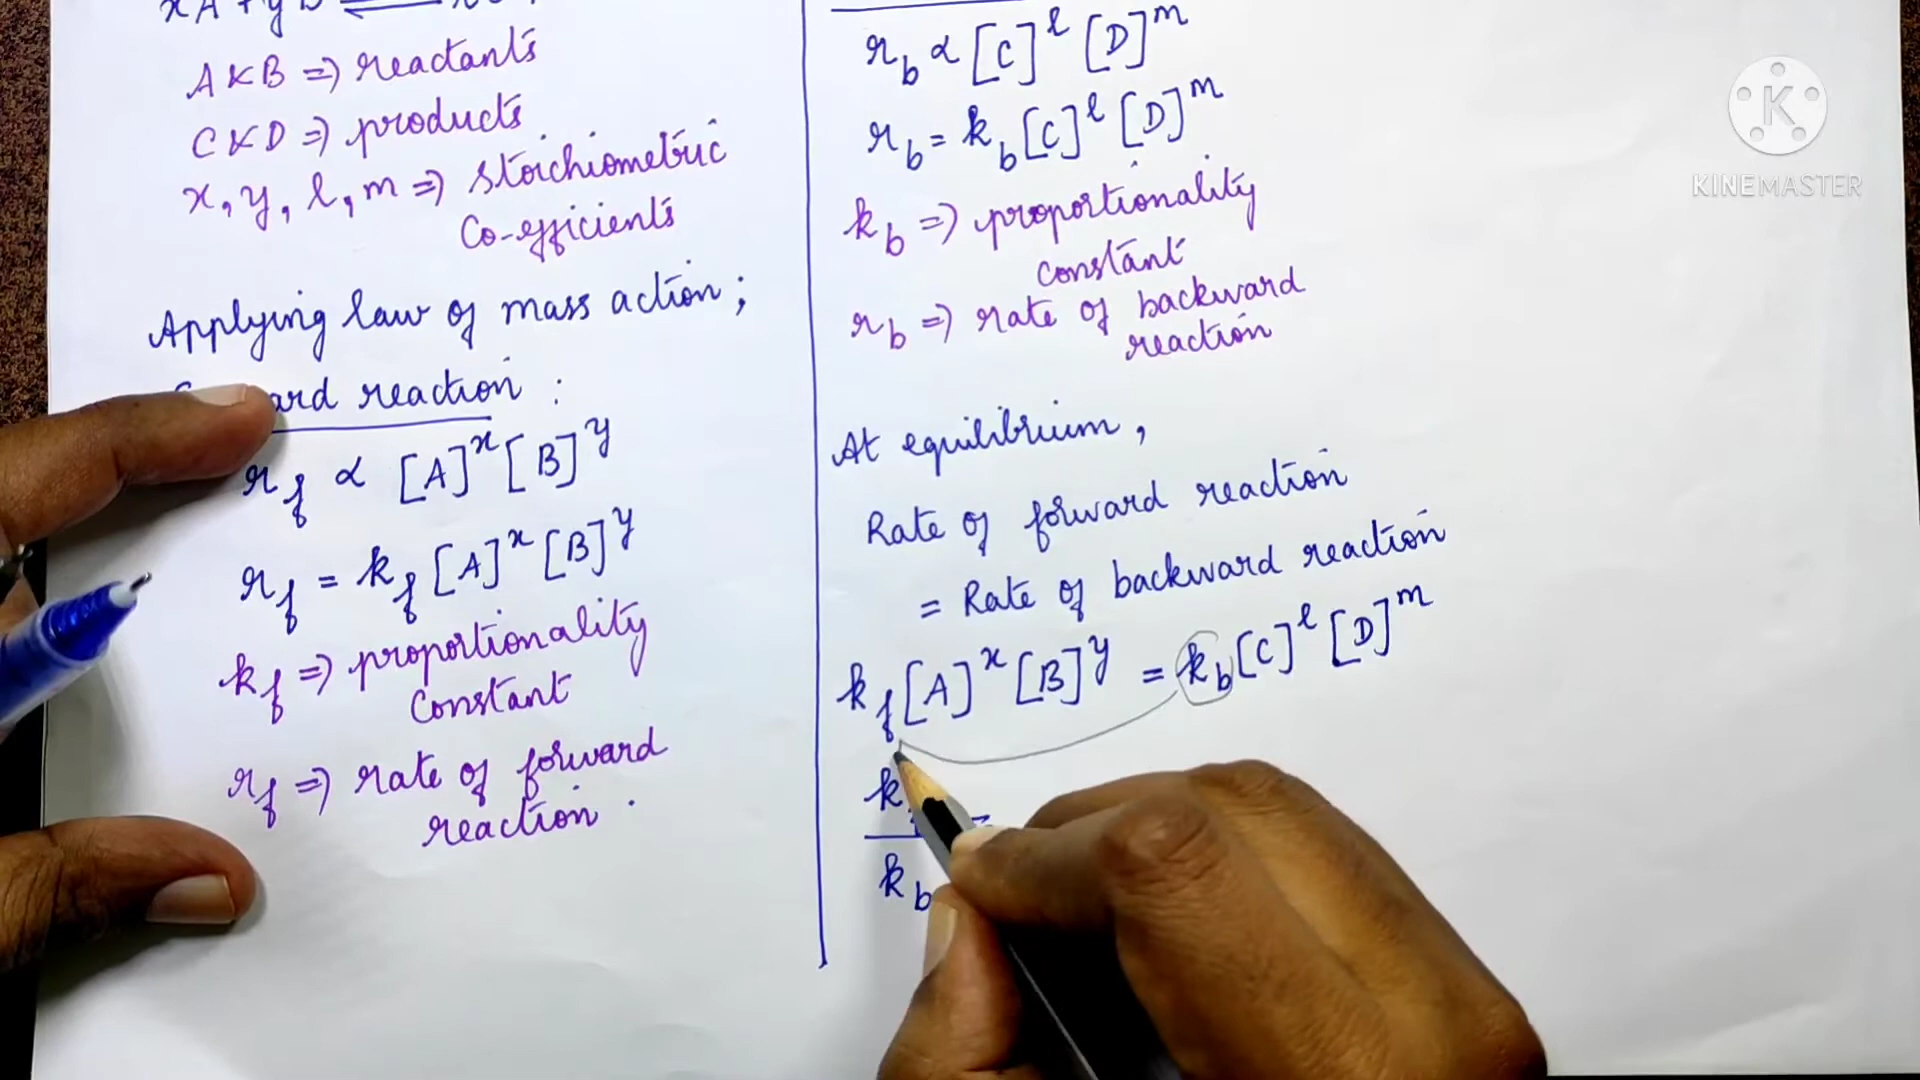 xA + yB ⇌
A & B ⇒ reactants
C & D ⇒ products
x, y, l, m ⇒ Stoichiometric
Co-efficients
Applying law of mass action;
reaction :
r_f ∝ [A]^x [B]^y
r_f = k_f [A]^x [B]^y
k_f ⇒ proportionality
Constant
r_f ⇒ rate of forward
reaction.
r_b ∝ [C]^l [D]^m
r_b = k_b [C]^l [D]^m
k_b ⇒ proportionality
constant
r_b ⇒ rate of backward
reaction
At equilibrium,
Rate of forward reaction
= Rate of backward reaction
k_f [A]^x [B]^y = k_b [C]^l [D]^m
k =
k_b
KINEMASTER